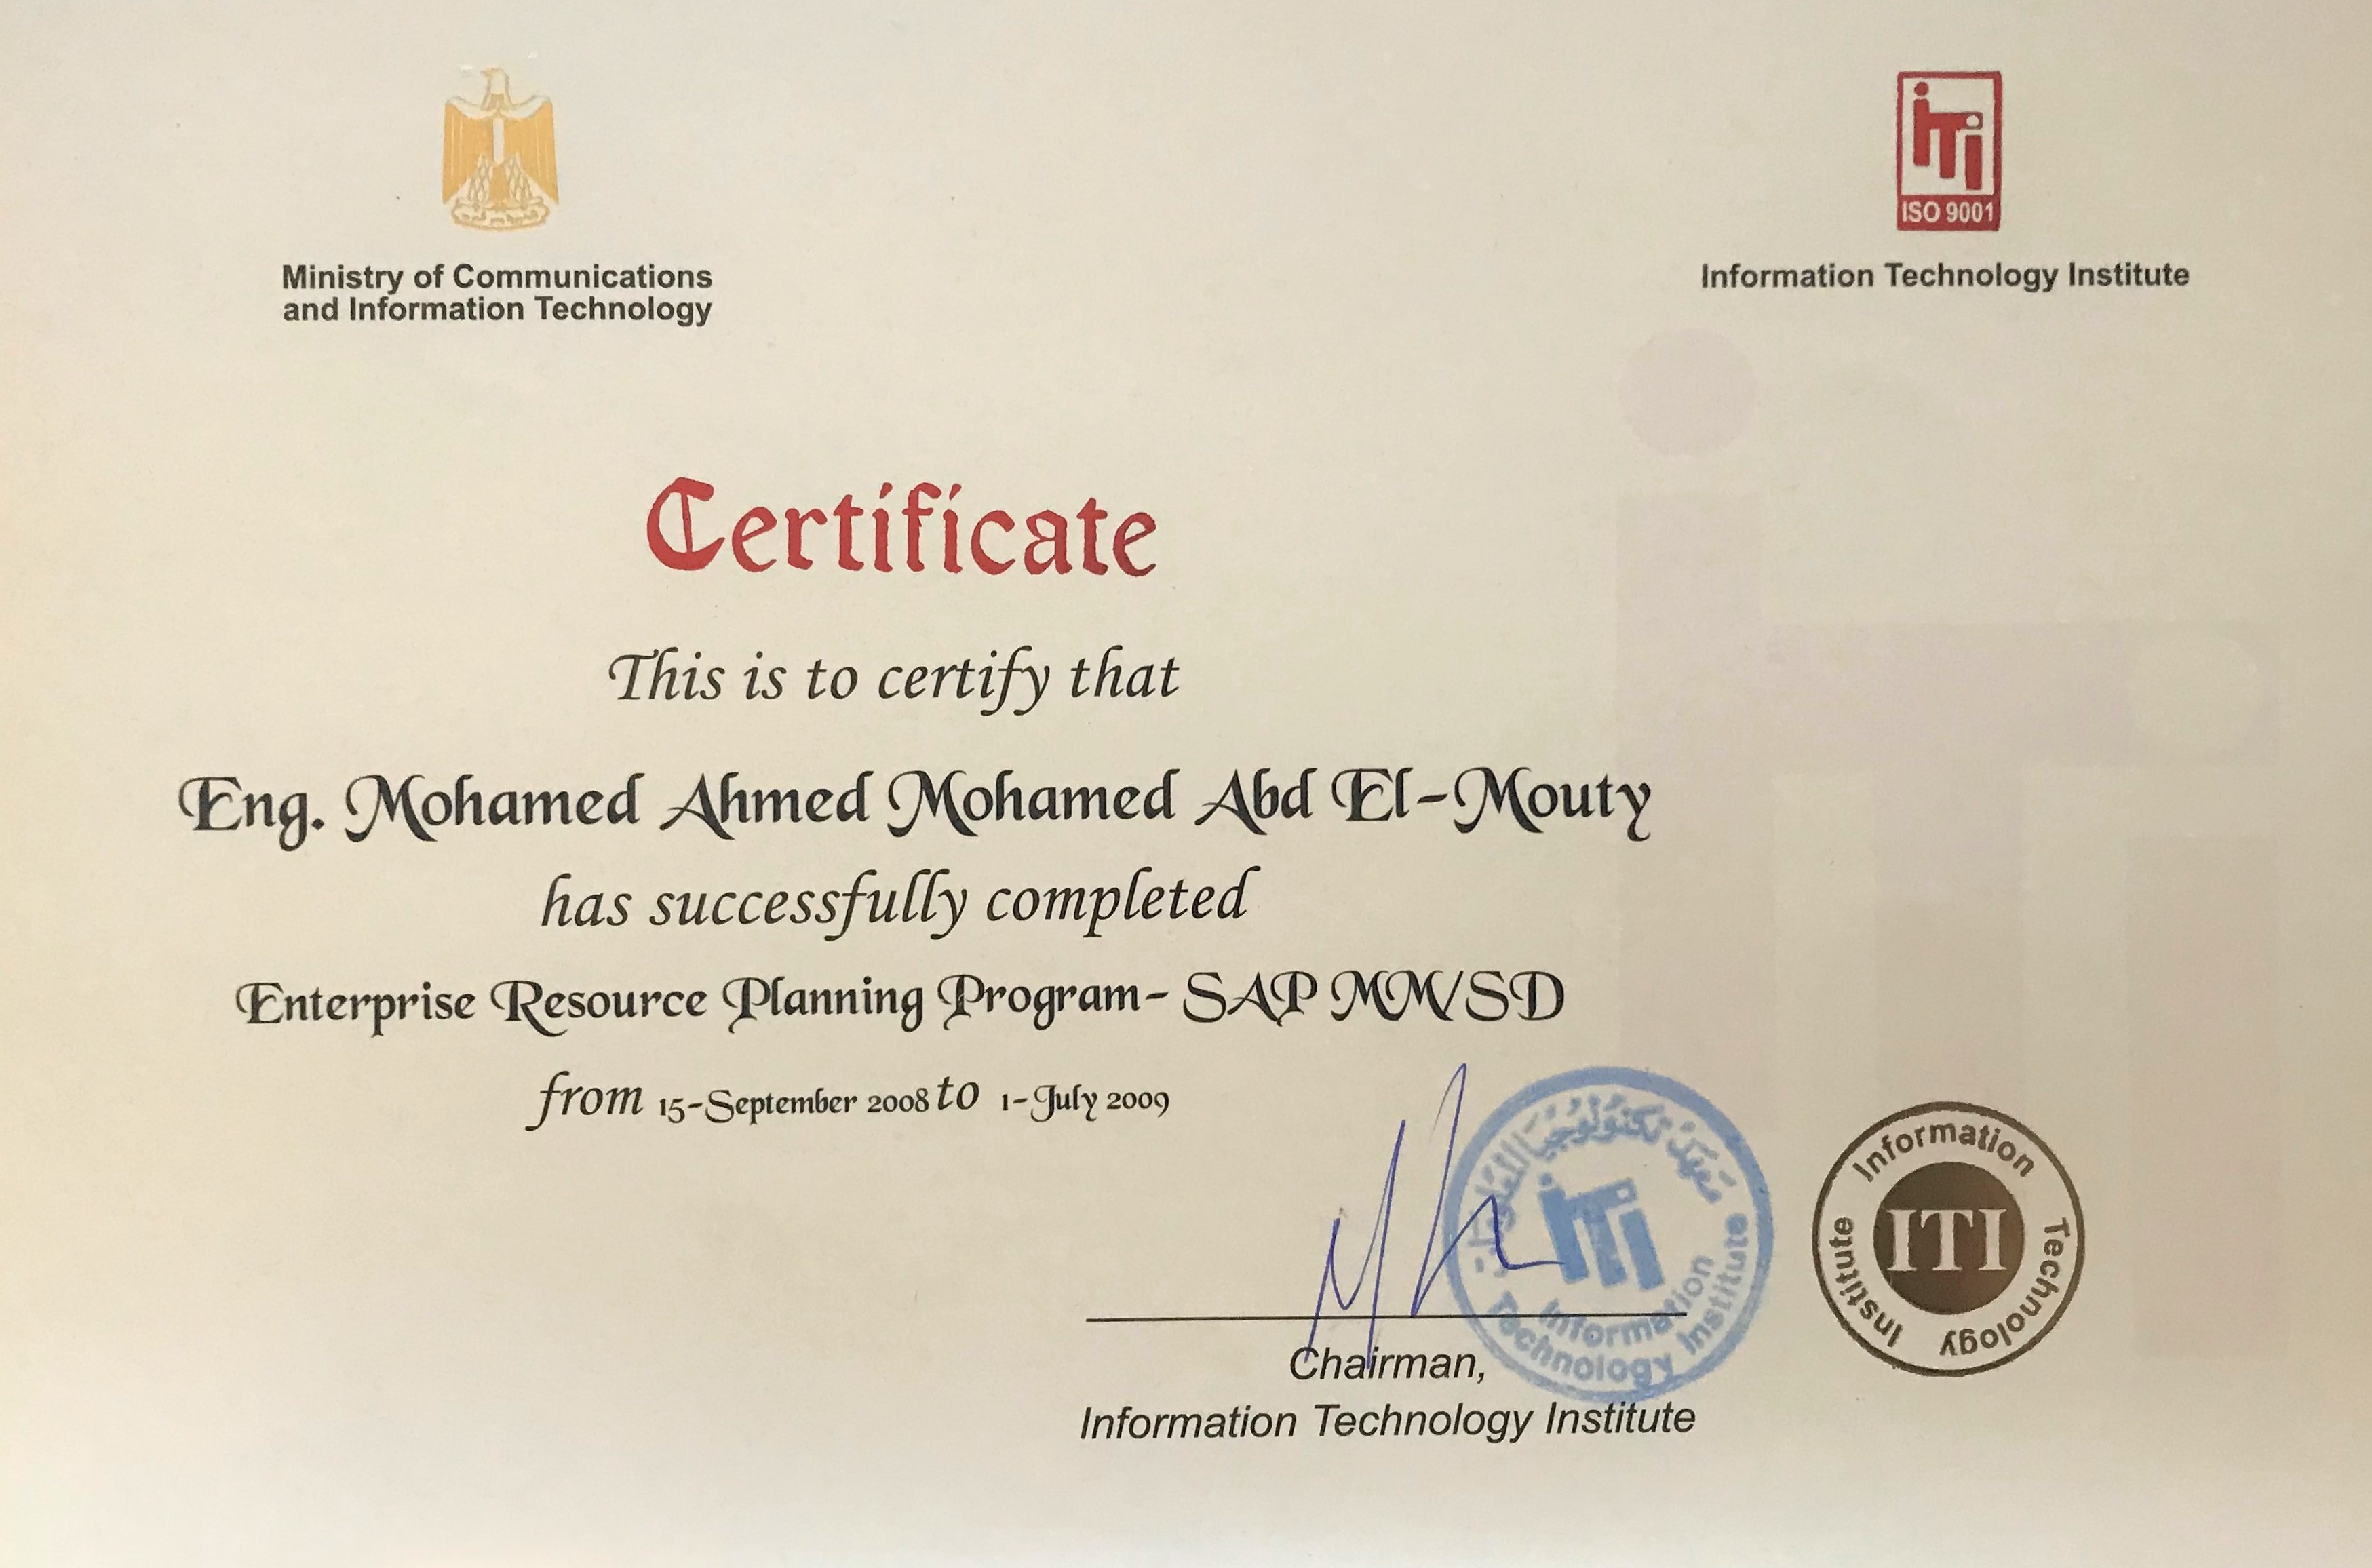 Ministry of Communications
and Information Technology
iTi
ISO 9001
Information Technology Institute
Certificate
This is to certify that
Eng. Mohamed Ahmed Mohamed Abd El-Mouty
has successfully completed
Enterprise Resource Planning Program- SAP MM/SD
from 15-September 2008 to 1-July 2009
معهد تكنولوجيا المعلومات
iTi
Information
Technology Institute
Information Technology Institute
ITI
Chairman,
Information Technology Institute